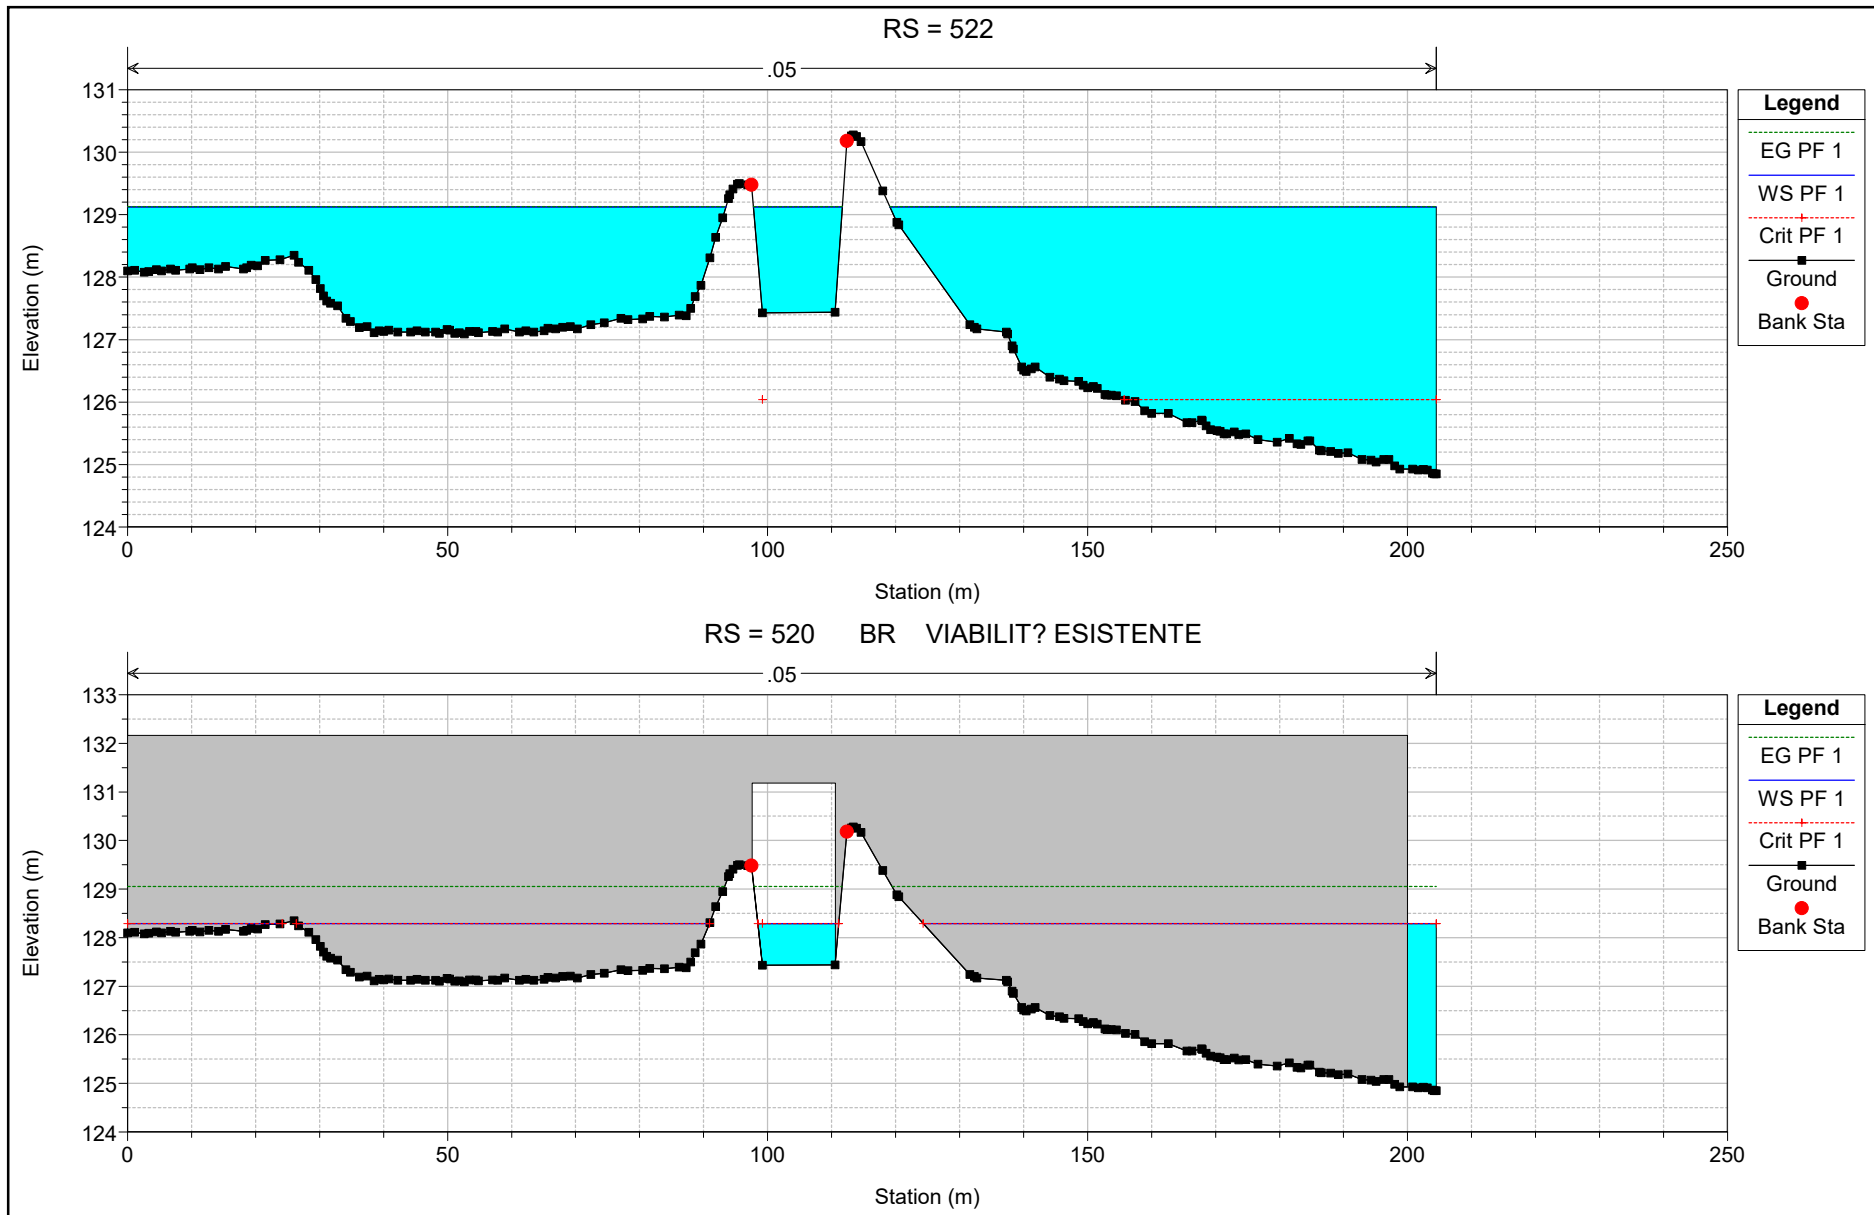 RS = 522
.05
131
130
129
128
127
126
125
124
Elevation (m)
0 50 100 150 200 250
Station (m)
Legend
EG PF 1
WS PF 1
Crit PF 1
Ground
Bank Sta
RS = 520 BR VIABILIT? ESISTENTE
.05
133
132
131
130
129
128
127
126
125
124
Elevation (m)
0 50 100 150 200 250
Station (m)
Legend
EG PF 1
WS PF 1
Crit PF 1
Ground
Bank Sta